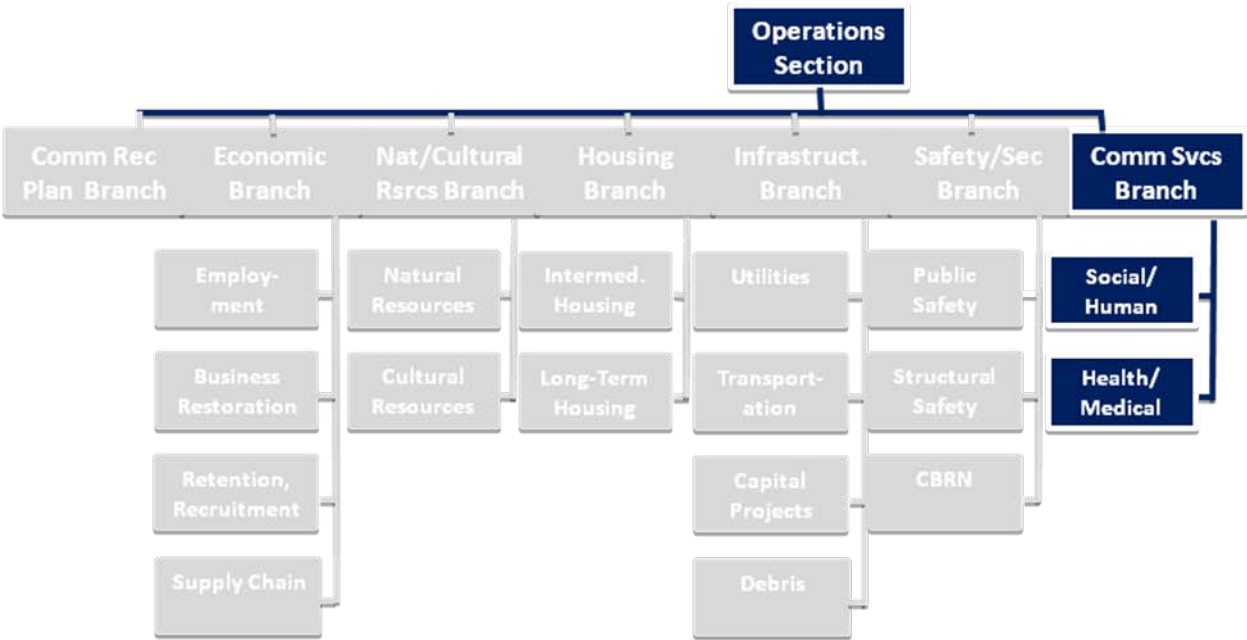 Operations
Section
Comm Rec
Plan Branch
Economic
Branch
Nat/Cultural
Rsrcs Branch
Housing
Branch
Infrastruct.
Branch
Safety/Sec
Branch
Comm Svcs
Branch
Employ-
ment
Natural
Resources
Intermed.
Housing
Utilities
Public
Safety
Social/
Human
Business
Restoration
Cultural
Resources
Long-Term
Housing
Transport-
ation
Structural
Safety
Health/
Medical
Retention,
Recruitment
Capital
Projects
CBRN
Supply Chain
Debris